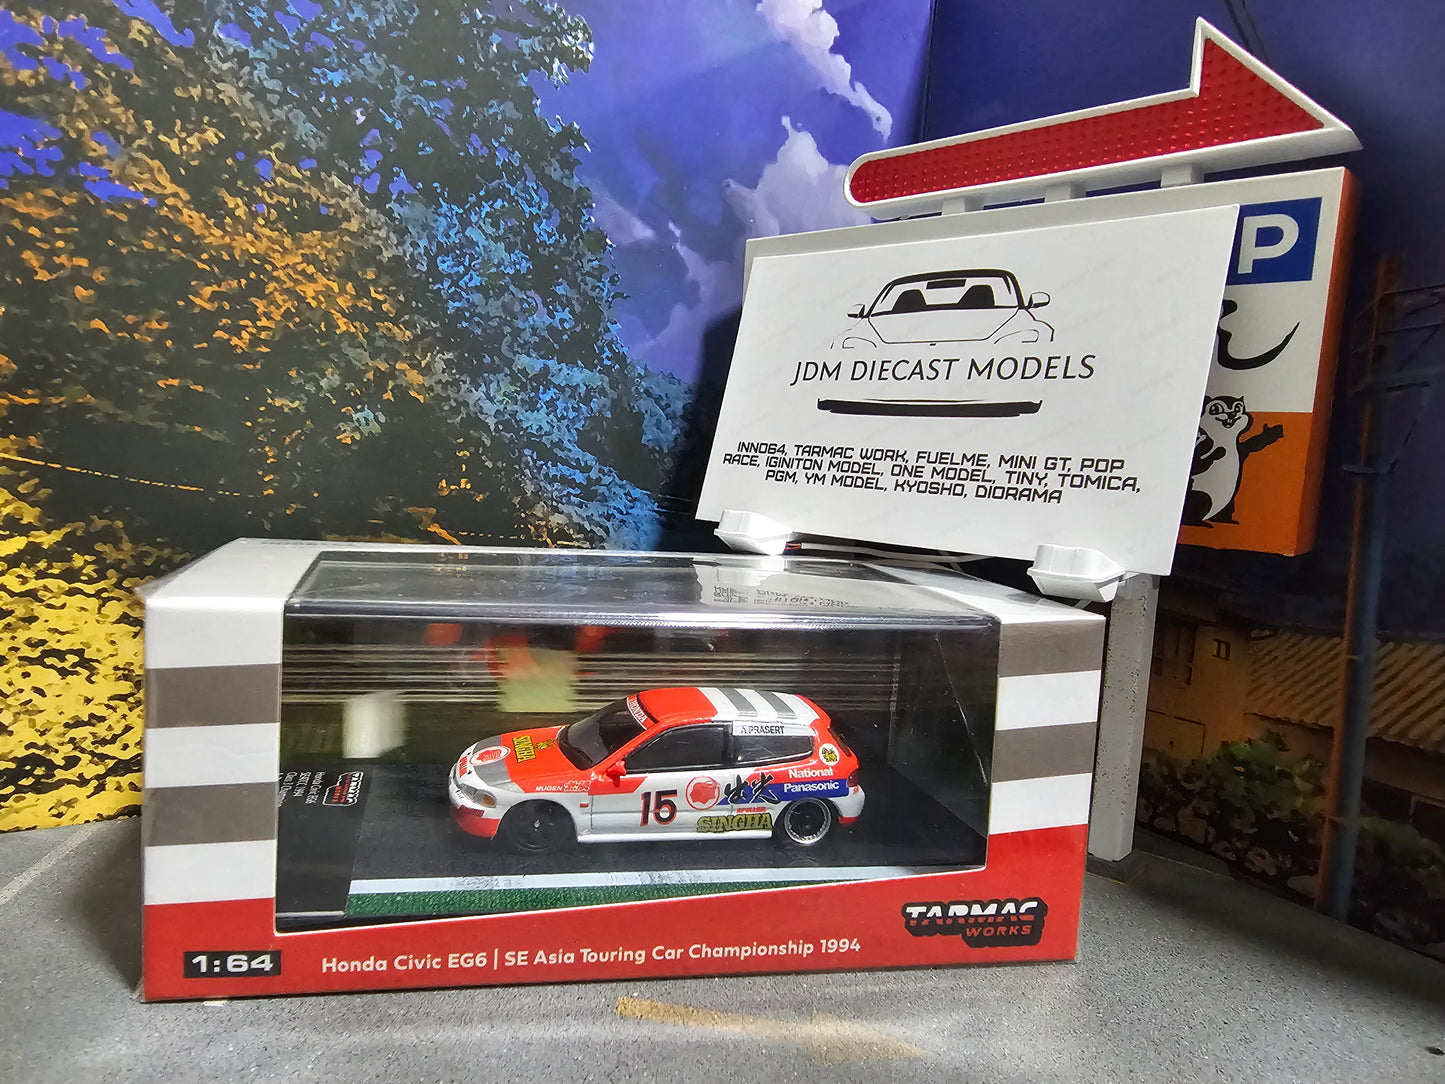 P
JDM DIECAST MODELS
INNO64, TARMAC WORK, FUELME, MINI GT, POP
RACE, IGINITON MODEL, ONE MODEL, TINY, TOMICA,
PGM, YM MODEL, KYOSHO, DIORAMA
A.PRASERT
SINGHA
MUGEN
15
National
Panasonic
SINGHA
TARMAC
WORKS
1:64
Honda Civic EG6 | SE Asia Touring Car Championship 1994